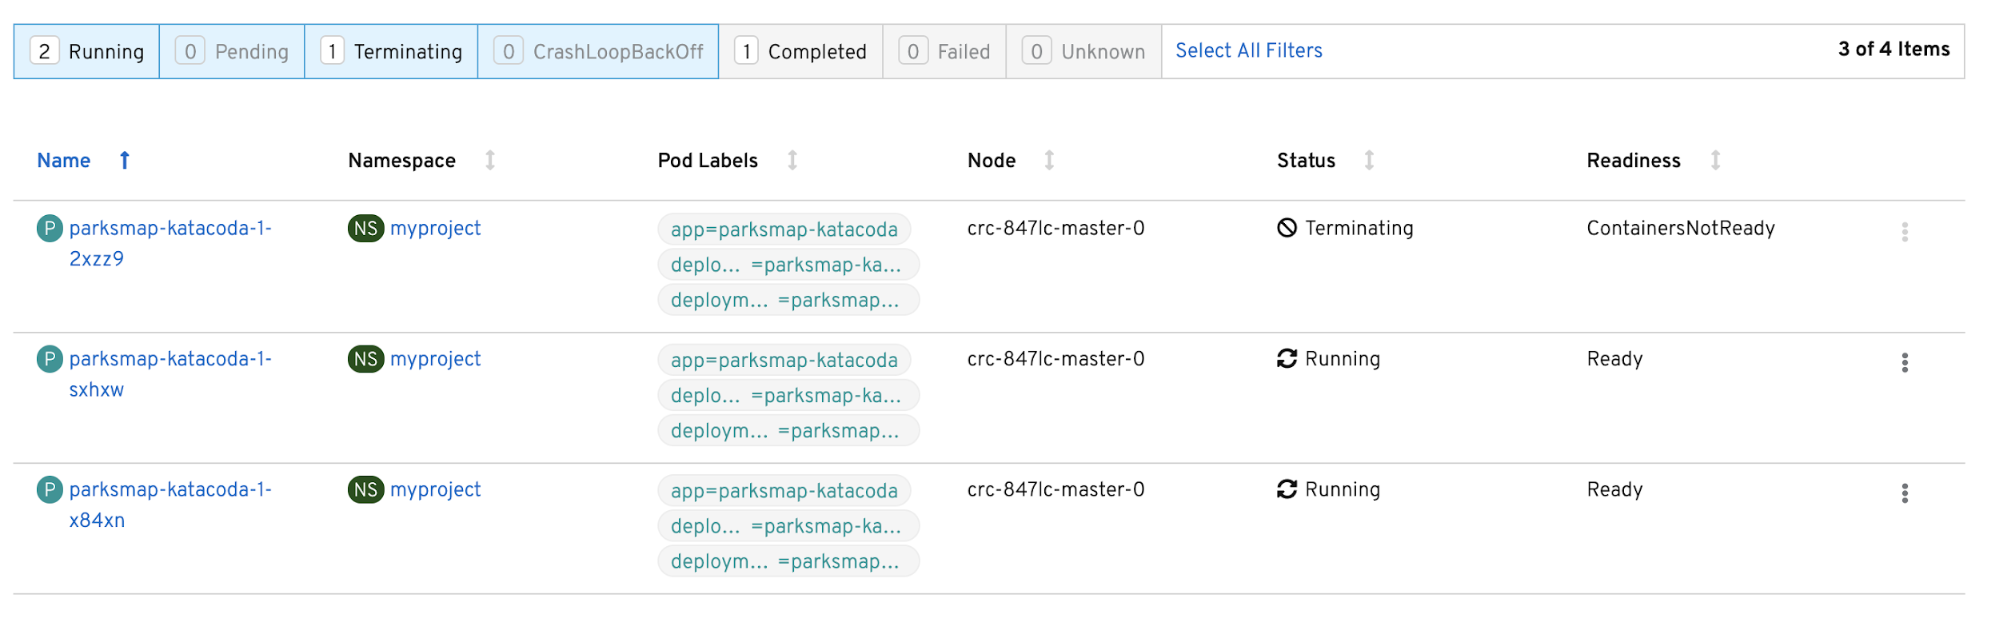 2 Running 0 Pending 1 Terminating 0 CrashLoopBackOff 1 Completed 0 Failed 0 Unknown Select All Filters 3 of 4 Items
Name Namespace Pod Labels Node Status Readiness
P parksmap-katacoda-1-2xzz9 NS myproject app=parksmap-katacoda crc-847lc-master-0 Terminating ContainersNotReady
deplo... =parksmap-ka...
deploym... =parksmap...
P parksmap-katacoda-1-sxhxw NS myproject app=parksmap-katacoda crc-847lc-master-0 Running Ready
deplo... =parksmap-ka...
deploym... =parksmap...
P parksmap-katacoda-1-x84xn NS myproject app=parksmap-katacoda crc-847lc-master-0 Running Ready
deplo... =parksmap-ka...
deploym... =parksmap...